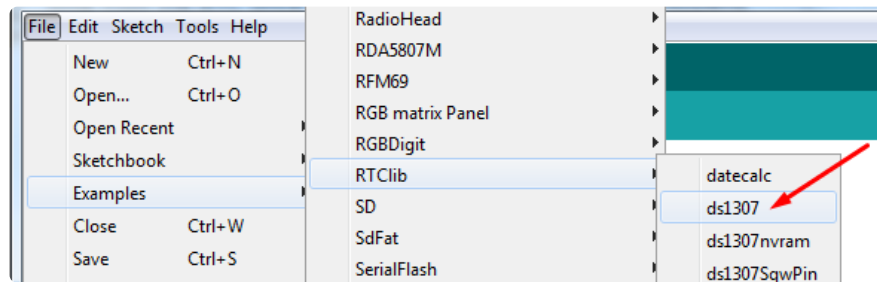 File Edit Sketch Tools Help
New Ctrl+N
Open... Ctrl+O
Open Recent
Sketchbook
Examples
Close Ctrl+W
Save Ctrl+S
RadioHead
RDA5807M
RFM69
RGB matrix Panel
RGBDigit
RTClib
SD
SdFat
SerialFlash
datecalc
ds1307
ds1307nvram
ds1307SqwPin